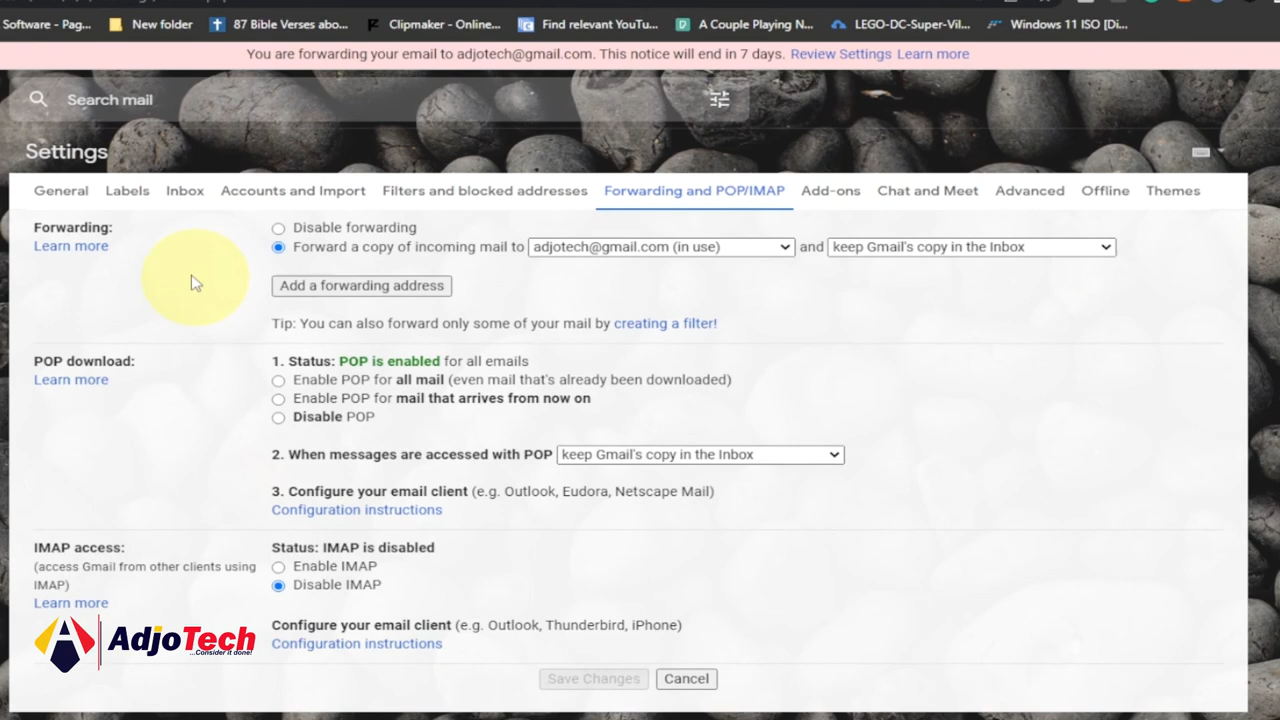 Software - Pag...
New folder
87 Bible Verses abo...
Clipmaker - Online...
Find relevant YouTu...
A Couple Playing N...
LEGO-DC-Super-Vil...
Windows 11 ISO [Di...
You are forwarding your email to adjotech@gmail.com. This notice will end in 7 days. Review Settings Learn more
Search mail
Settings
General Labels Inbox Accounts and Import Filters and blocked addresses Forwarding and POP/IMAP Add-ons Chat and Meet Advanced Offline Themes
Forwarding:
Learn more
Disable forwarding
Forward a copy of incoming mail to adjotech@gmail.com (in use) and keep Gmail's copy in the Inbox
Add a forwarding address
Tip: You can also forward only some of your mail by creating a filter!
POP download:
Learn more
1. Status: POP is enabled for all emails
Enable POP for all mail (even mail that's already been downloaded)
Enable POP for mail that arrives from now on
Disable POP
2. When messages are accessed with POP keep Gmail's copy in the Inbox
3. Configure your email client (e.g. Outlook, Eudora, Netscape Mail)
Configuration instructions
IMAP access:
(access Gmail from other clients using
IMAP)
Learn more
Status: IMAP is disabled
Enable IMAP
Disable IMAP
Configure your email client (e.g. Outlook, Thunderbird, iPhone)
Configuration instructions
AdjoTech
...Consider it done!
Save Changes Cancel